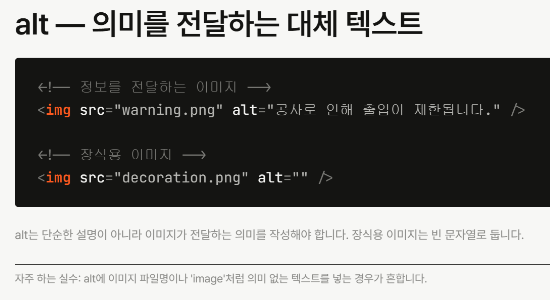 alt — 의미를 전달하는 대체 텍스트
<!-- 정보를 전달하는 이미지 -->
<img src="warning.png" alt="공사로 인해 출입이 제한됩니다." />
<!-- 장식용 이미지 -->
<img src="decoration.png" alt="" />
alt는 단순한 설명이 아니라 이미지가 전달하는 의미를 작성해야 합니다. 장식용 이미지는 빈 문자열로 둡니다.
자주 하는 실수: alt에 이미지 파일명이나 'image'처럼 의미 없는 텍스트를 넣는 경우가 흔합니다.